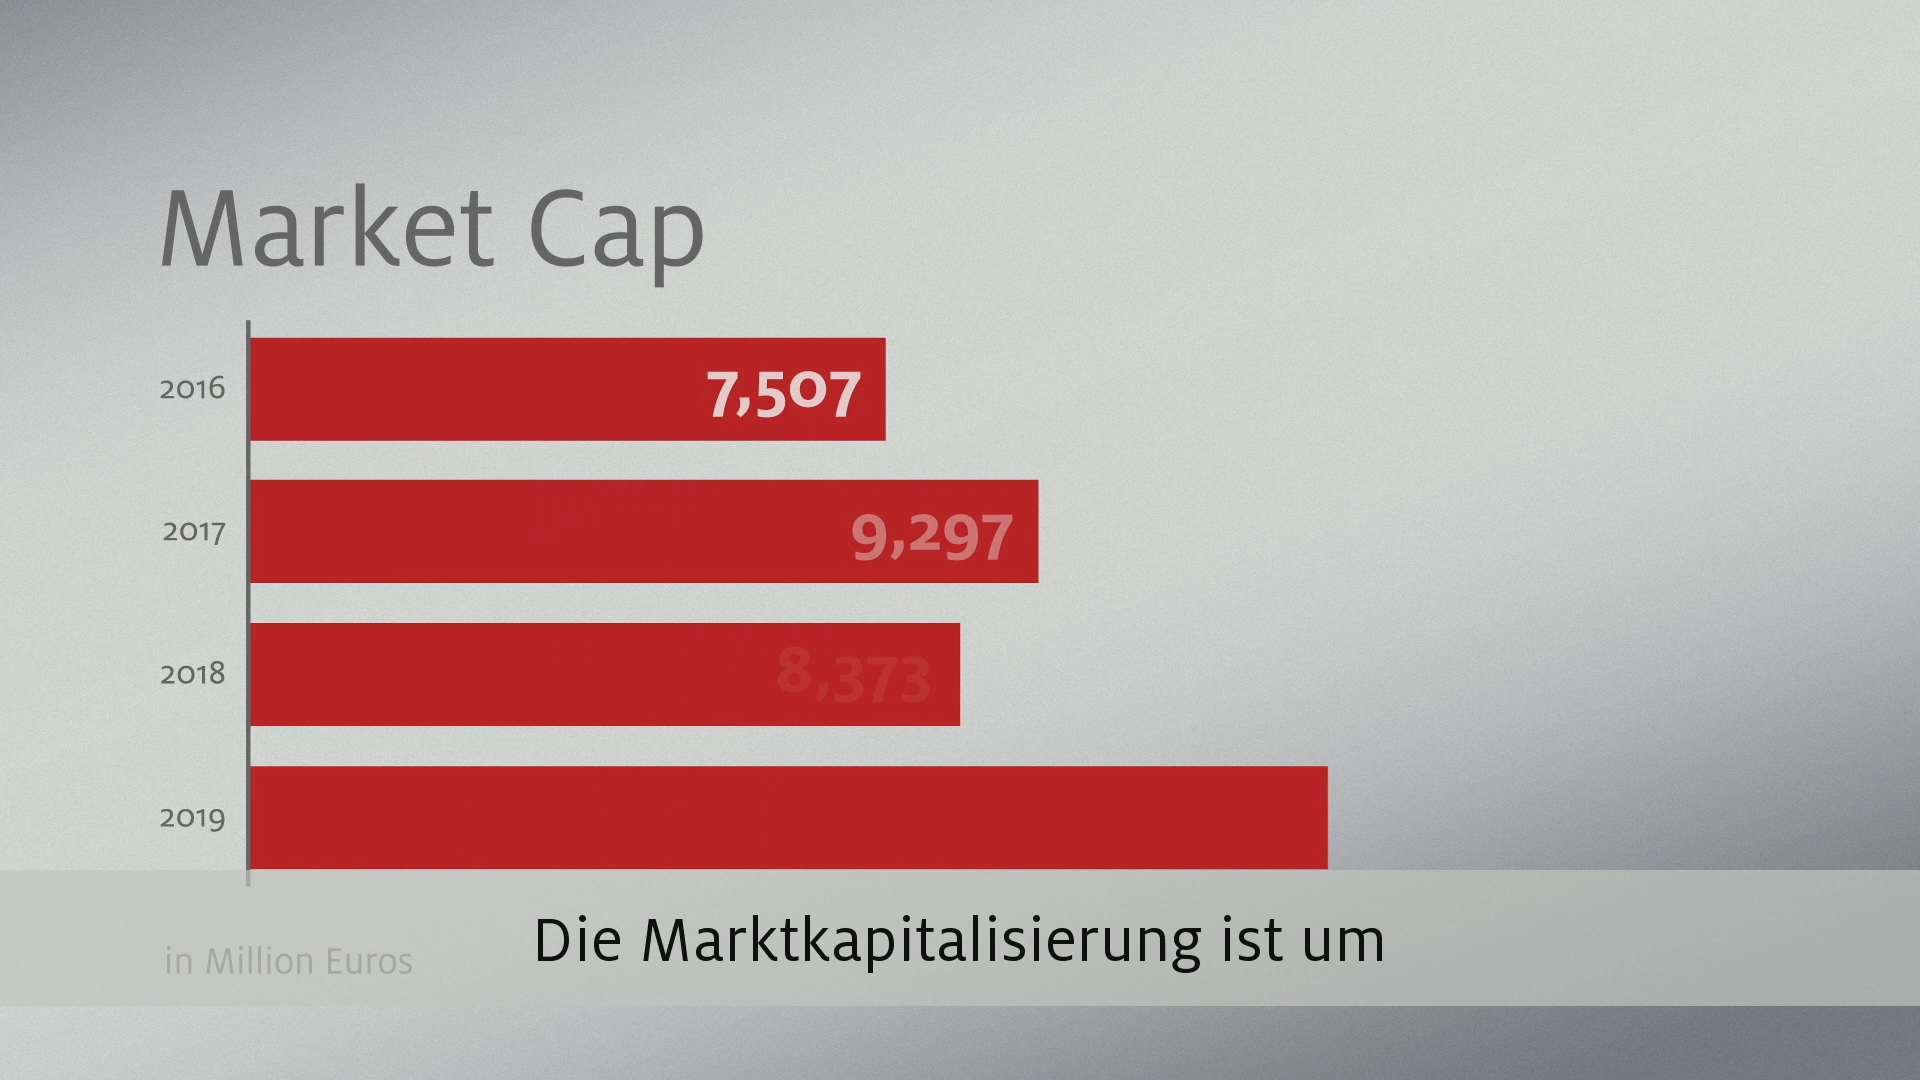 Market Cap
2016 7,507
2017 9,297
2018 8,373
2019
in Million Euros
Die Marktkapitalisierung ist um